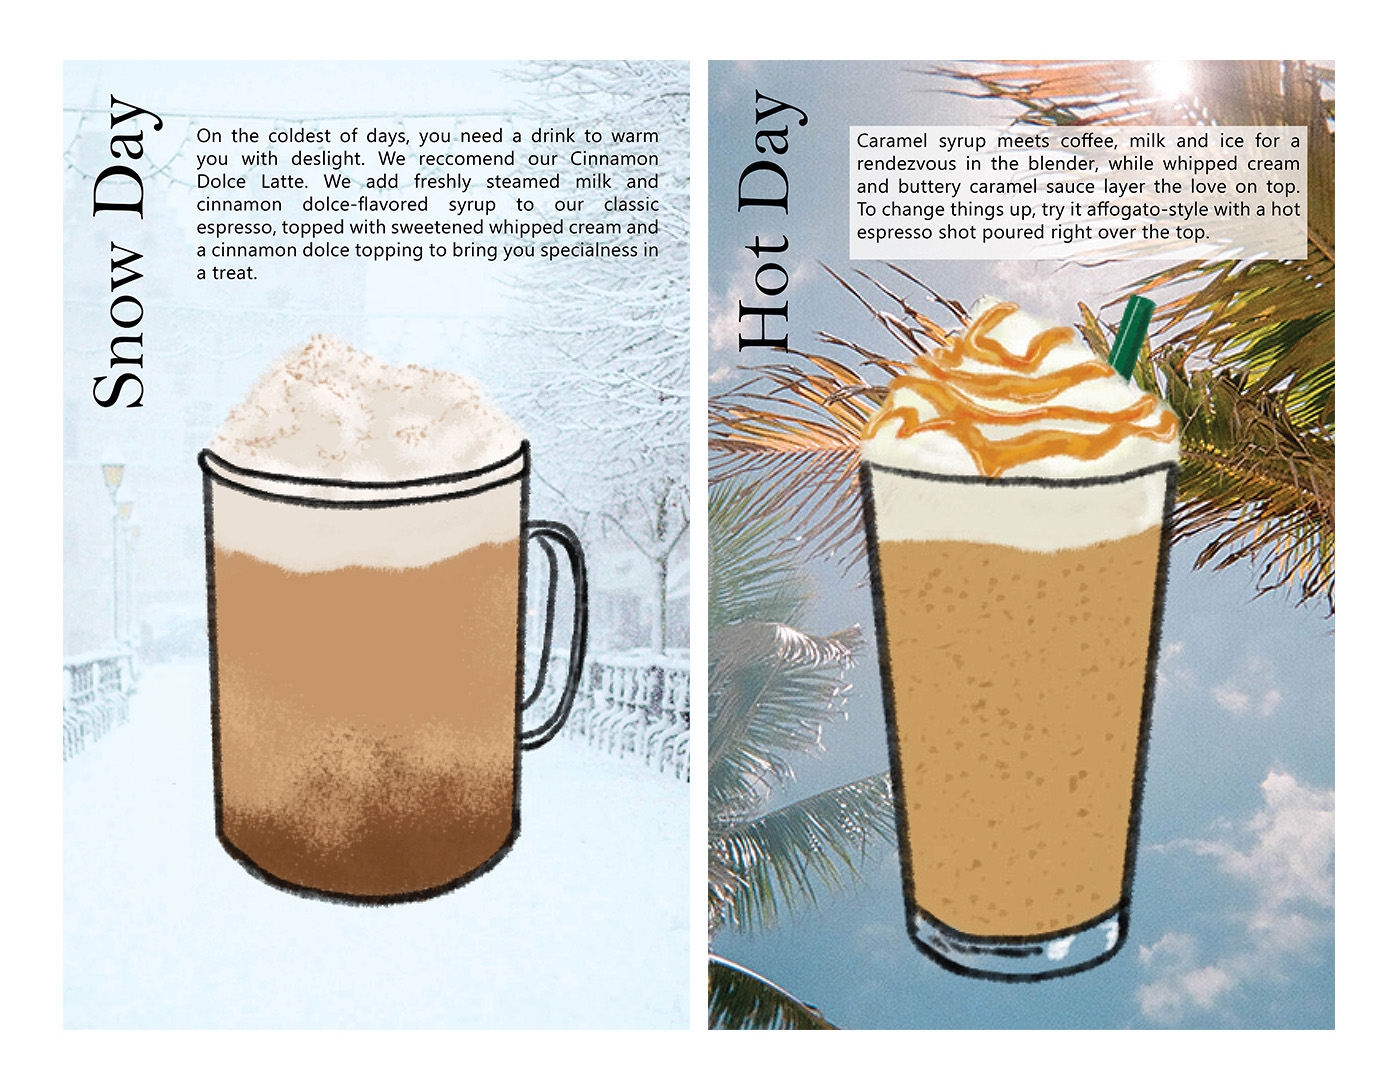 Snow Day
On the coldest of days, you need a drink to warm
you with deslight. We reccomend our Cinnamon
Dolce Latte. We add freshly steamed milk and
cinnamon dolce-flavored syrup to our classic
espresso, topped with sweetened whipped cream and
a cinnamon dolce topping to bring you specialness in
a treat.
Hot Day
Caramel syrup meets coffee, milk and ice for a
rendezvous in the blender, while whipped cream
and buttery caramel sauce layer the love on top.
To change things up, try it affogato-style with a hot
espresso shot poured right over the top.